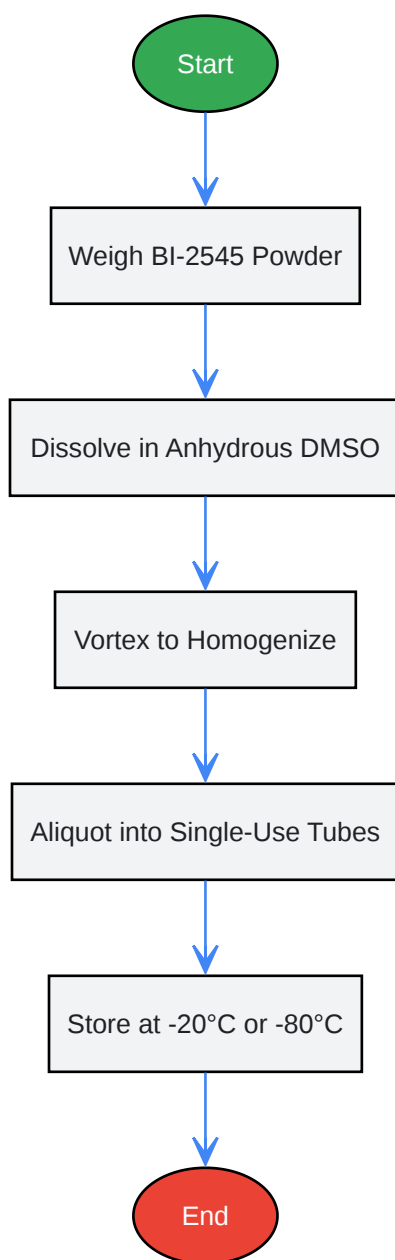 Start
Weigh BI-2545 Powder
Dissolve in Anhydrous DMSO
Vortex to Homogenize
Aliquot into Single-Use Tubes
Store at -20°C or -80°C
End